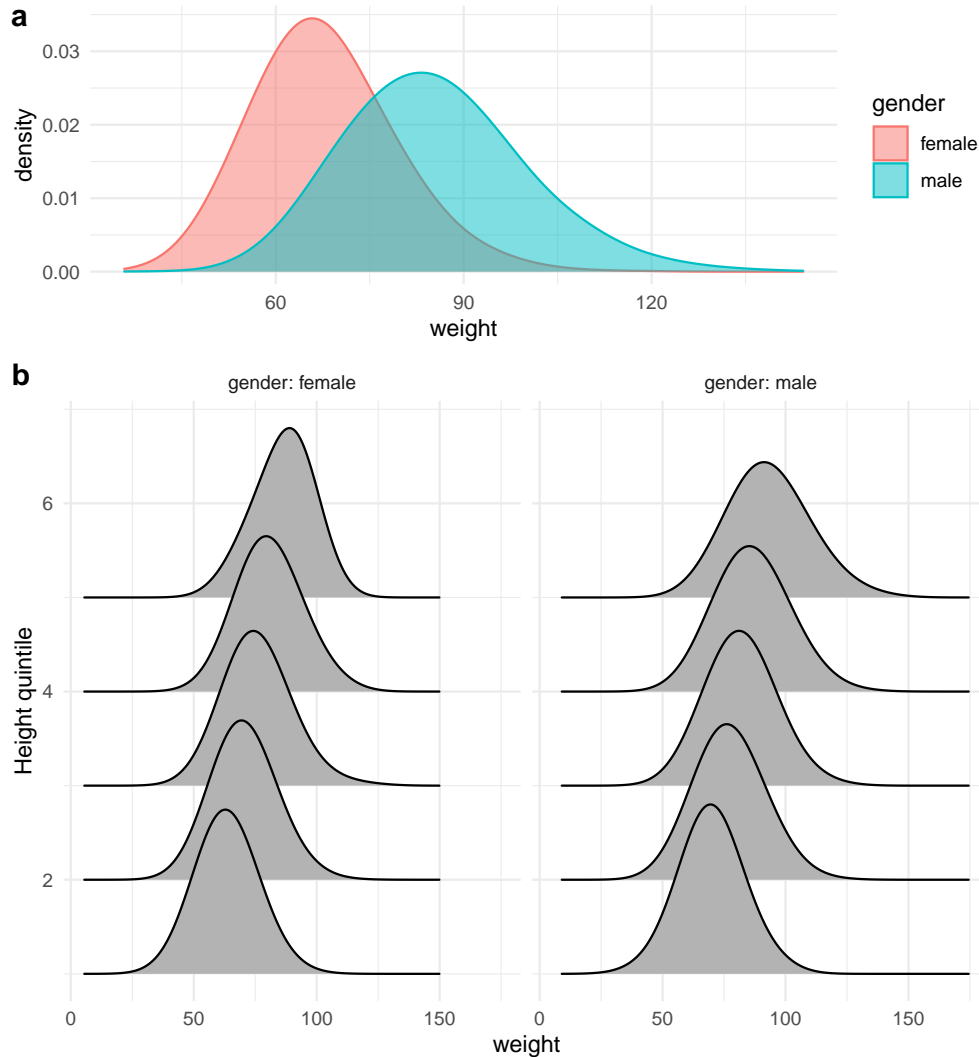 a
density
0.03
0.02
0.01
0.00
60 90 120
weight
gender
female
male
b
gender: female gender: male
Height quintile
6
4
2
0 50 100 150 0 50 100 150
weight